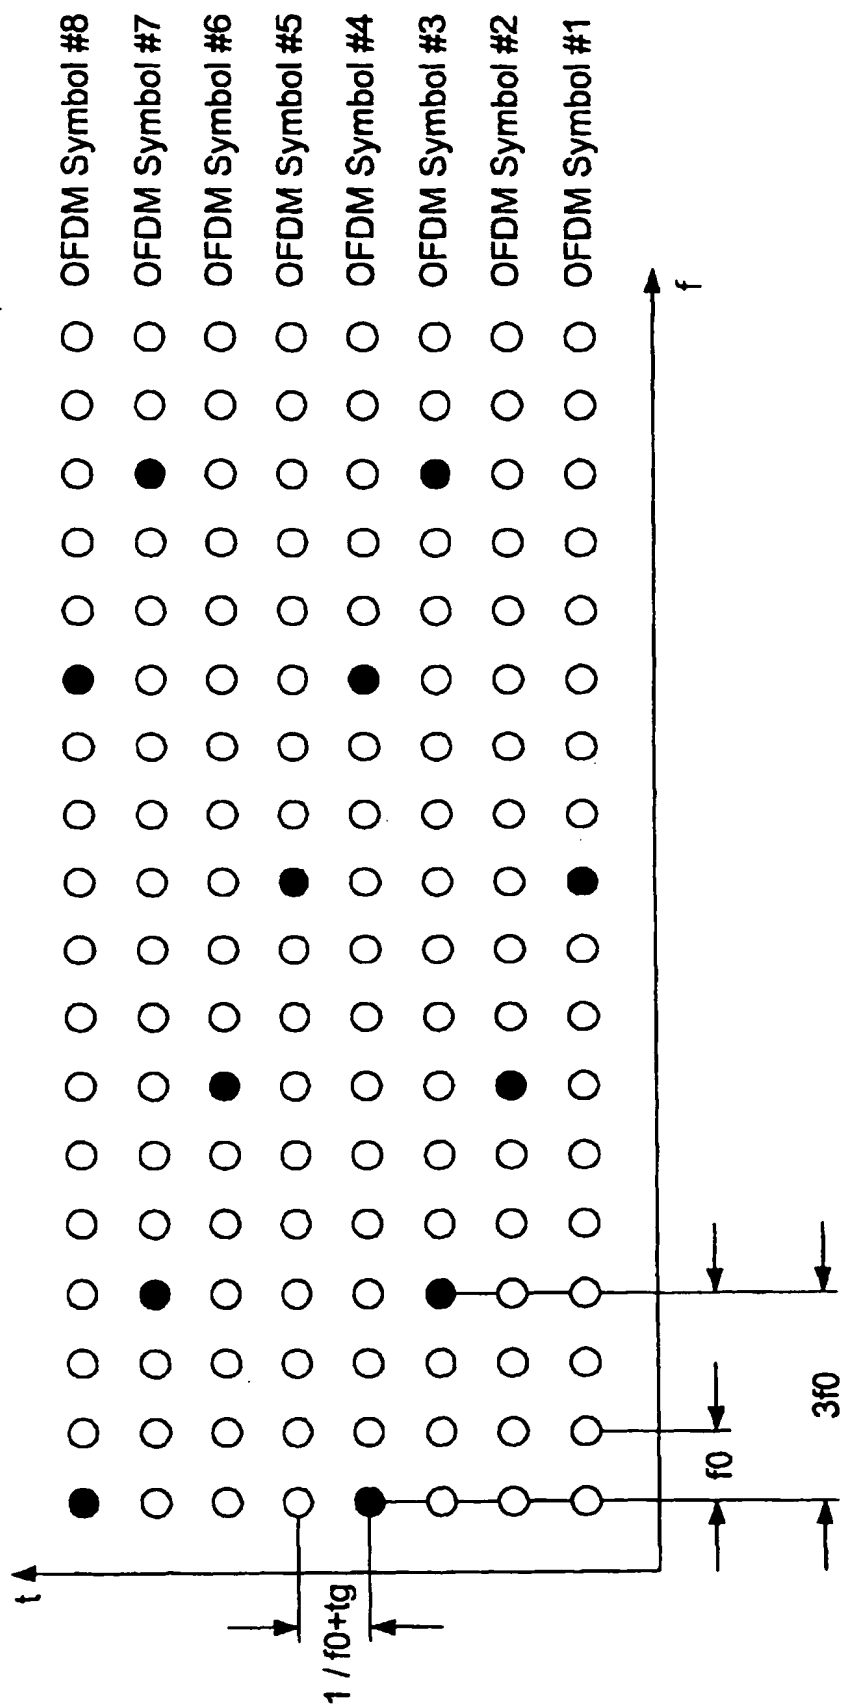 t
OFDM Symbol #8
OFDM Symbol #7
OFDM Symbol #6
OFDM Symbol #5
OFDM Symbol #4
OFDM Symbol #3
OFDM Symbol #2
OFDM Symbol #1
f
1 / f0+tg
f0
3f0